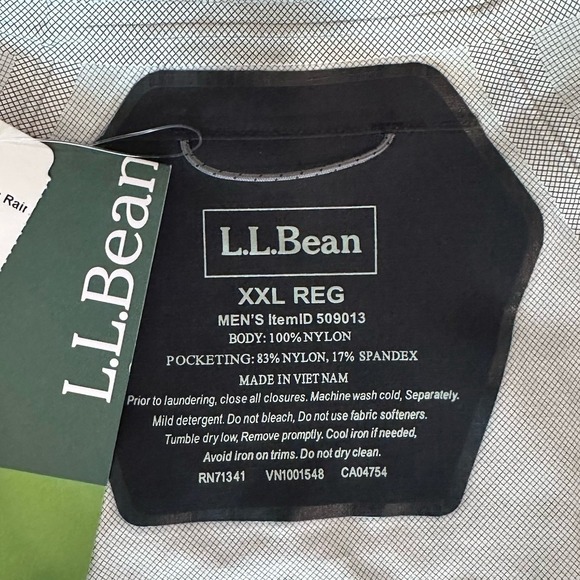 Rain
L.L.Bean
L.L.Bean
XXL REG
MEN'S ItemID 509013
BODY: 100% NYLON
POCKETING: 83% NYLON, 17% SPANDEX
MADE IN VIETNAM
Prior to laundering, close all closures. Machine wash cold, Separately.
Mild detergent. Do not bleach, Do not use fabric softeners.
Tumble dry low, Remove promptly. Cool iron if needed,
Avoid iron on trims. Do not dry clean.
RN71341 VN1001548 CA04754